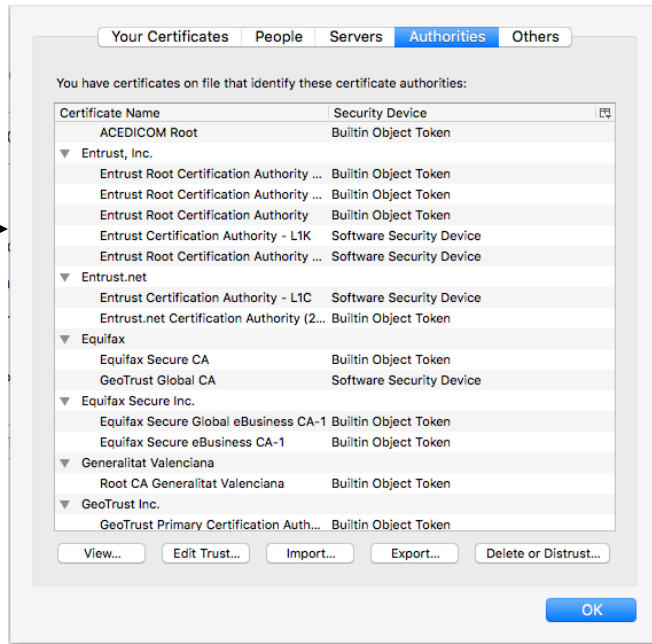 Your Certificates People Servers Authorities Others
You have certificates on file that identify these certificate authorities:
Certificate Name Security Device
ACEDICOM Root Builtin Object Token
Entrust, Inc.
Entrust Root Certification Authority ... Builtin Object Token
Entrust Root Certification Authority ... Builtin Object Token
Entrust Root Certification Authority Builtin Object Token
Entrust Certification Authority - L1K Software Security Device
Entrust Root Certification Authority ... Software Security Device
Entrust.net
Entrust Certification Authority - L1C Software Security Device
Entrust.net Certification Authority (2... Builtin Object Token
Equifax
Equifax Secure CA Builtin Object Token
GeoTrust Global CA Software Security Device
Equifax Secure Inc.
Equifax Secure Global eBusiness CA-1 Builtin Object Token
Equifax Secure eBusiness CA-1 Builtin Object Token
Generalitat Valenciana
Root CA Generalitat Valenciana Builtin Object Token
GeoTrust Inc.
GeoTrust Primary Certification Auth... Builtin Object Token
View... Edit Trust... Import... Export... Delete or Distrust...
OK